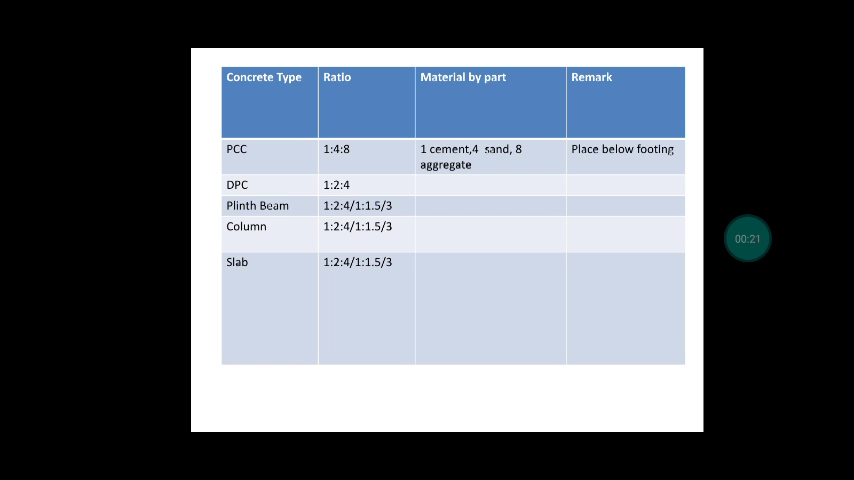 Concrete Type Ratio Material by part Remark
PCC 1:4:8 1 cement,4 sand, 8 Place below footing
aggregate
DPC 1:2:4
Plinth Beam 1:2:4/1:1.5/3
Column 1:2:4/1:1.5/3
Slab 1:2:4/1:1.5/3
00:21